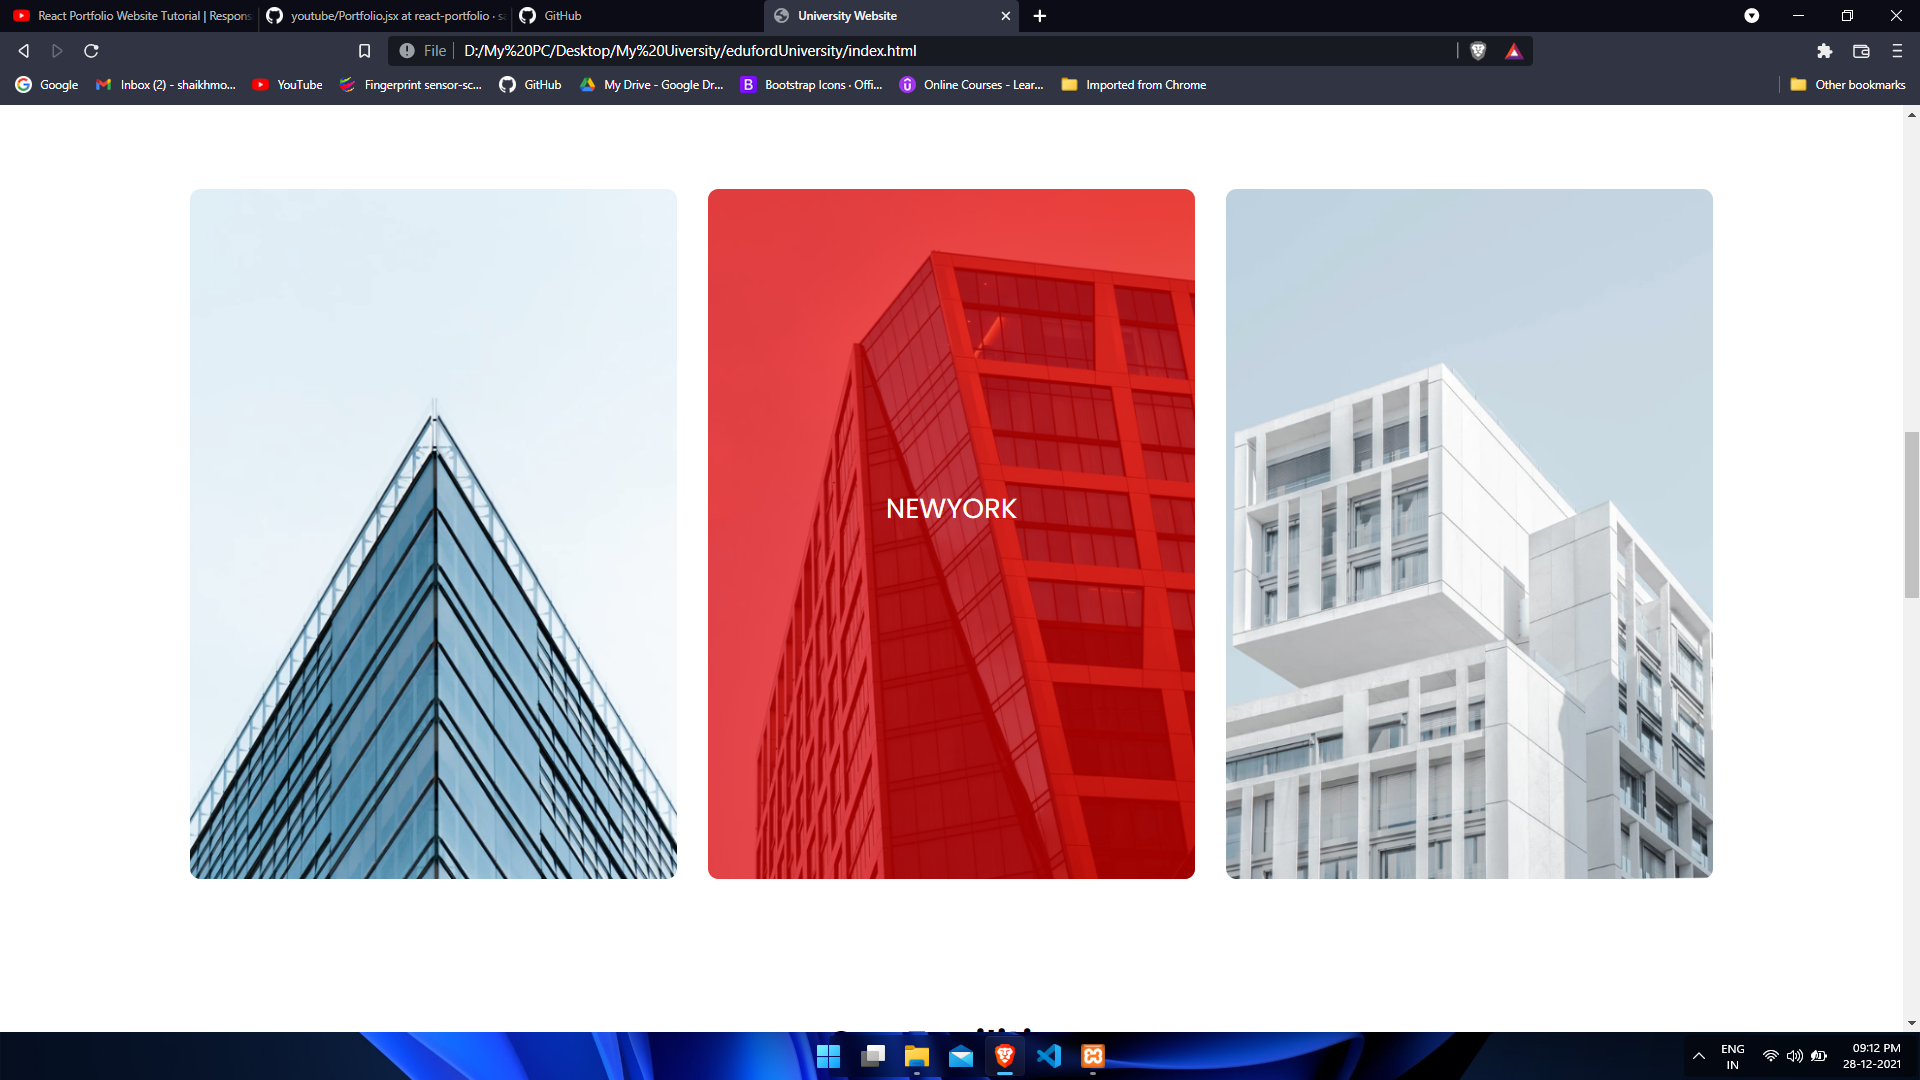 React Portfolio Website Tutorial | Respons
youtube/Portfolio.jsx at react-portfolio · sa
GitHub
University Website
File
D:/My%20PC/Desktop/My%20Uiversity/edufordUniversity/index.html
Google
Inbox (2) - shaikhmo...
YouTube
Fingerprint sensor-sc...
GitHub
My Drive - Google Dr...
Bootstrap Icons · Offi...
Online Courses - Lear...
Imported from Chrome
Other bookmarks
NEWYORK
ENG
IN
09:12 PM
28-12-2021